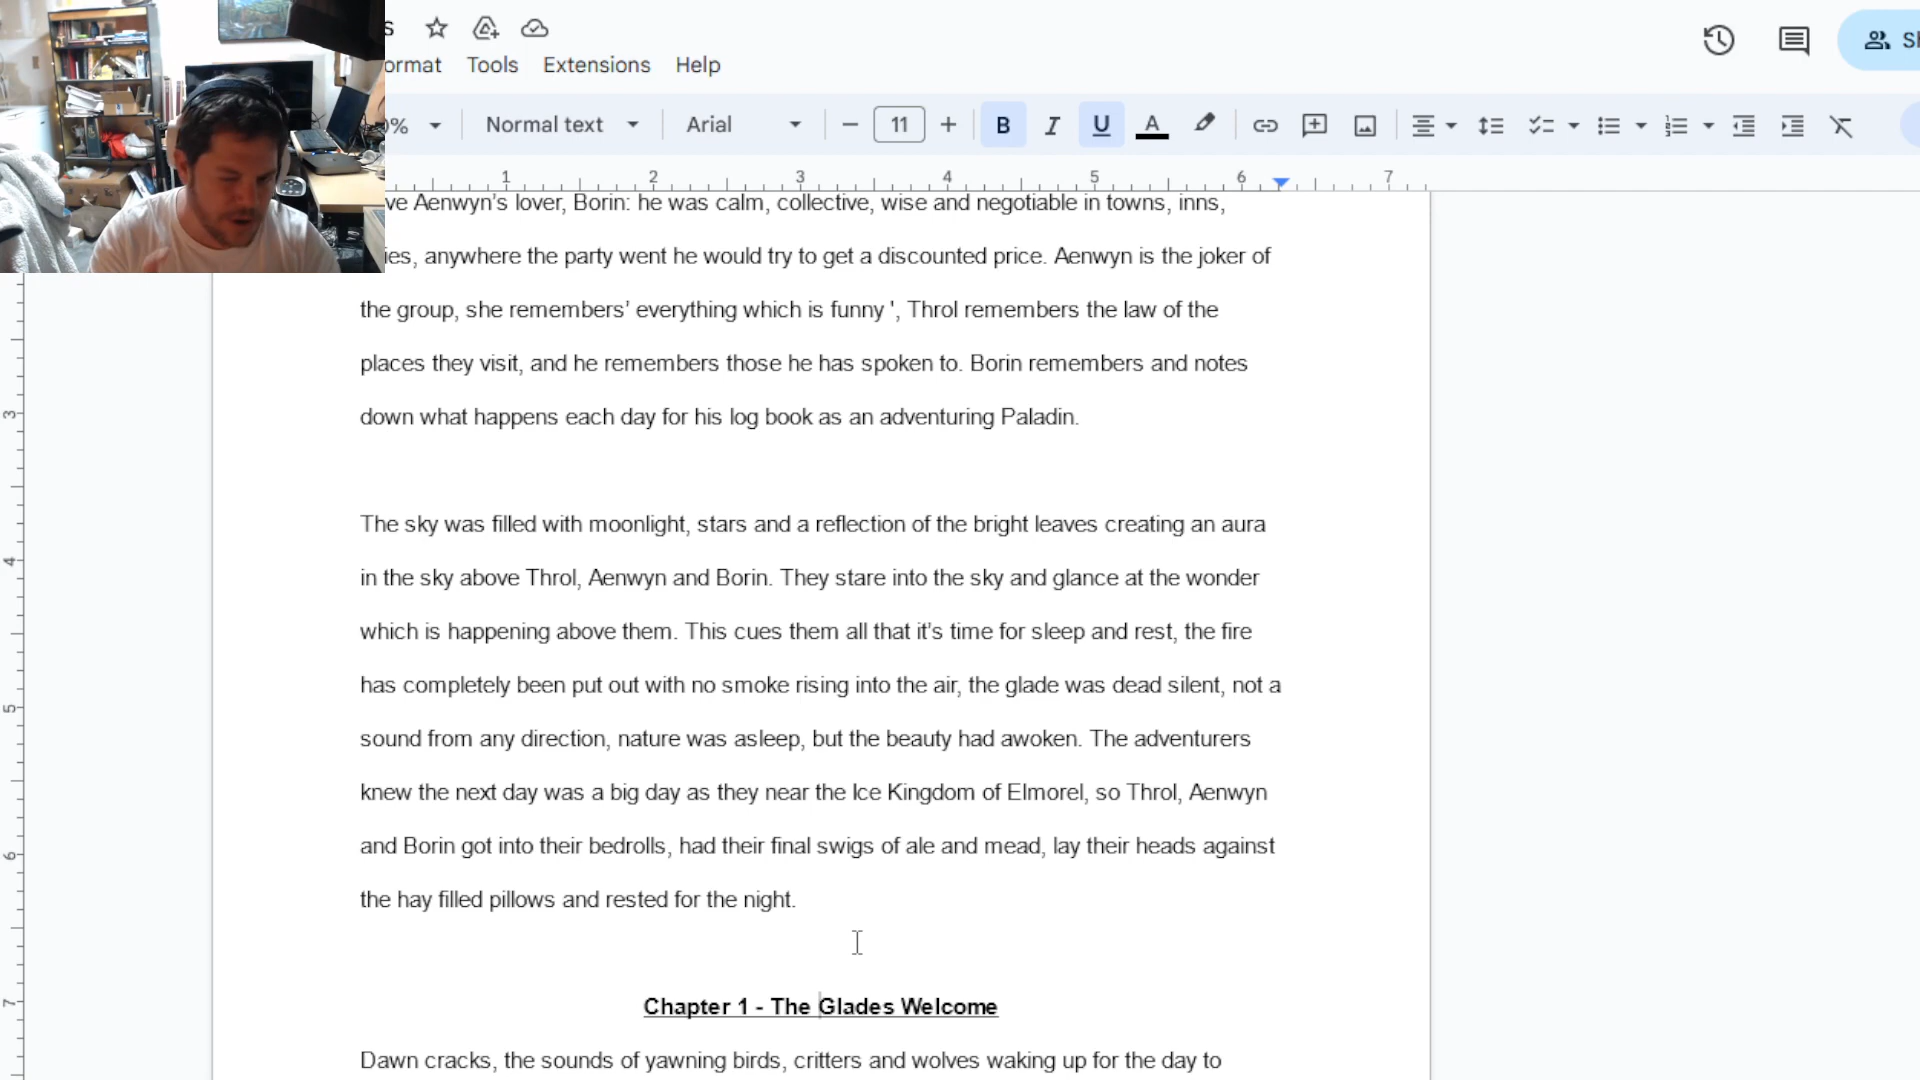 Tools Extensions Help
Normal text Arial 11 B I U A
1 2 3 4 5 6 7
Aenwyn's lover, Borin: he was calm, collective, wise and negotiable in towns, inns,
anywhere the party went he would try to get a discounted price. Aenwyn is the joker of
the group, she remembers' everything which is funny ', Throl remembers the law of the
places they visit, and he remembers those he has spoken to. Borin remembers and notes
down what happens each day for his log book as an adventuring Paladin.
The sky was filled with moonlight, stars and a reflection of the bright leaves creating an aura
in the sky above Throl, Aenwyn and Borin. They stare into the sky and glance at the wonder
which is happening above them. This cues them all that it's time for sleep and rest, the fire
has completely been put out with no smoke rising into the air, the glade was dead silent, not a
sound from any direction, nature was asleep, but the beauty had awoken. The adventurers
knew the next day was a big day as they near the Ice Kingdom of Elmorel, so Throl, Aenwyn
and Borin got into their bedrolls, had their final swigs of ale and mead, lay their heads against
the hay filled pillows and rested for the night.
Chapter 1 - The Glades Welcome
Dawn cracks, the sounds of yawning birds, critters and wolves waking up for the day to
3
4
5
6
7